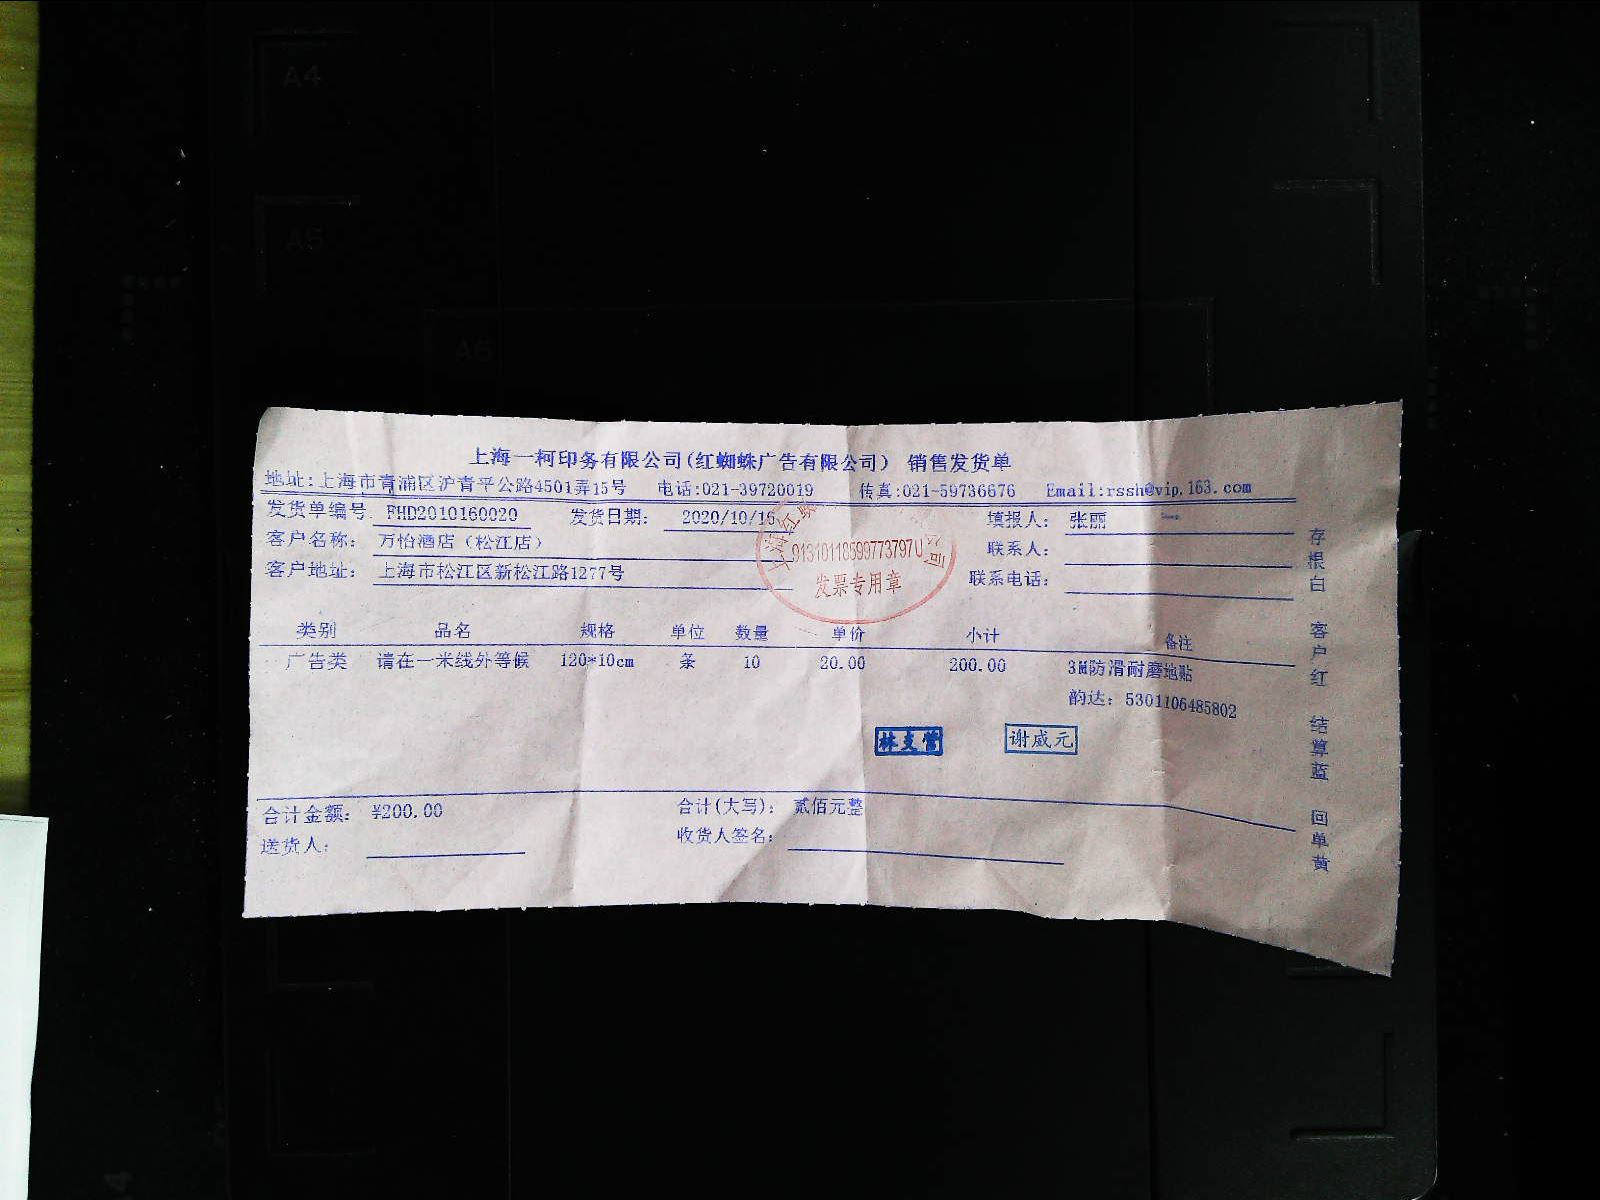 A4
A5
A6
上海一柯印务有限公司(红蜘蛛广告有限公司) 销售发货单
地址:上海市青浦区沪青平公路4501弄15号 电话:021-39720019 传真:021-59736676 Email:rssh@vip.163.com
发货单编号 FHD2010160020 发货日期: 2020/10/16 填报人: 张丽
客户名称: 万怡酒店(松江店) 联系人:
客户地址: 上海市松江区新松江路1277号 联系电话:
上海红 公司
91310118599773797U
发票专用章
类别 品名 规格 单位 数量 单价 小计 备注
广告类 请在一米线外等候 120*10cm 条 10 20.00 200.00 3M防滑耐磨地贴
韵达: 5301106485802
林支管 谢威元
合计金额: ¥200.00 合计(大写): 贰佰元整
送货人: 收货人签名:
存根白 客户红 结算蓝 回单黄